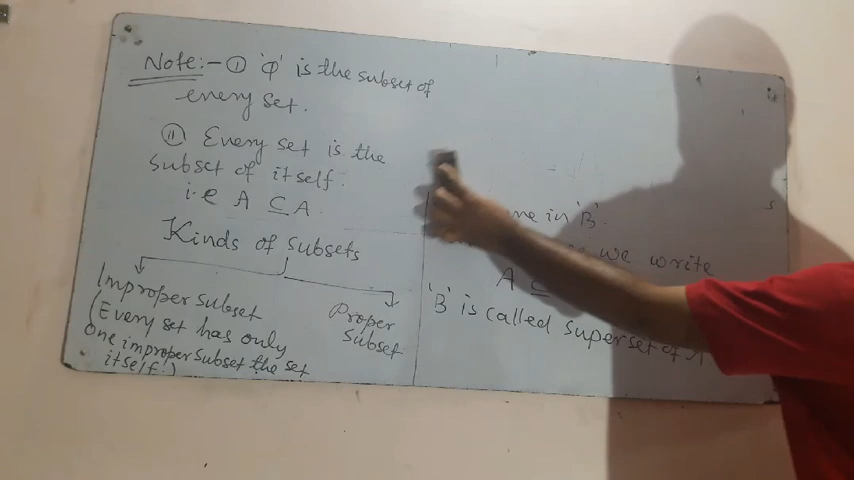 Note:- ① 'φ' is the subset of
every set.
② Every set is the
subset of itself.
i.e A ⊆ A.
Kinds of subsets
Improper subset
(Every set has only
one improper subset the set
itself.)
Proper
subset
in 'B'.
we write
A ⊆
'B' is called superset of A